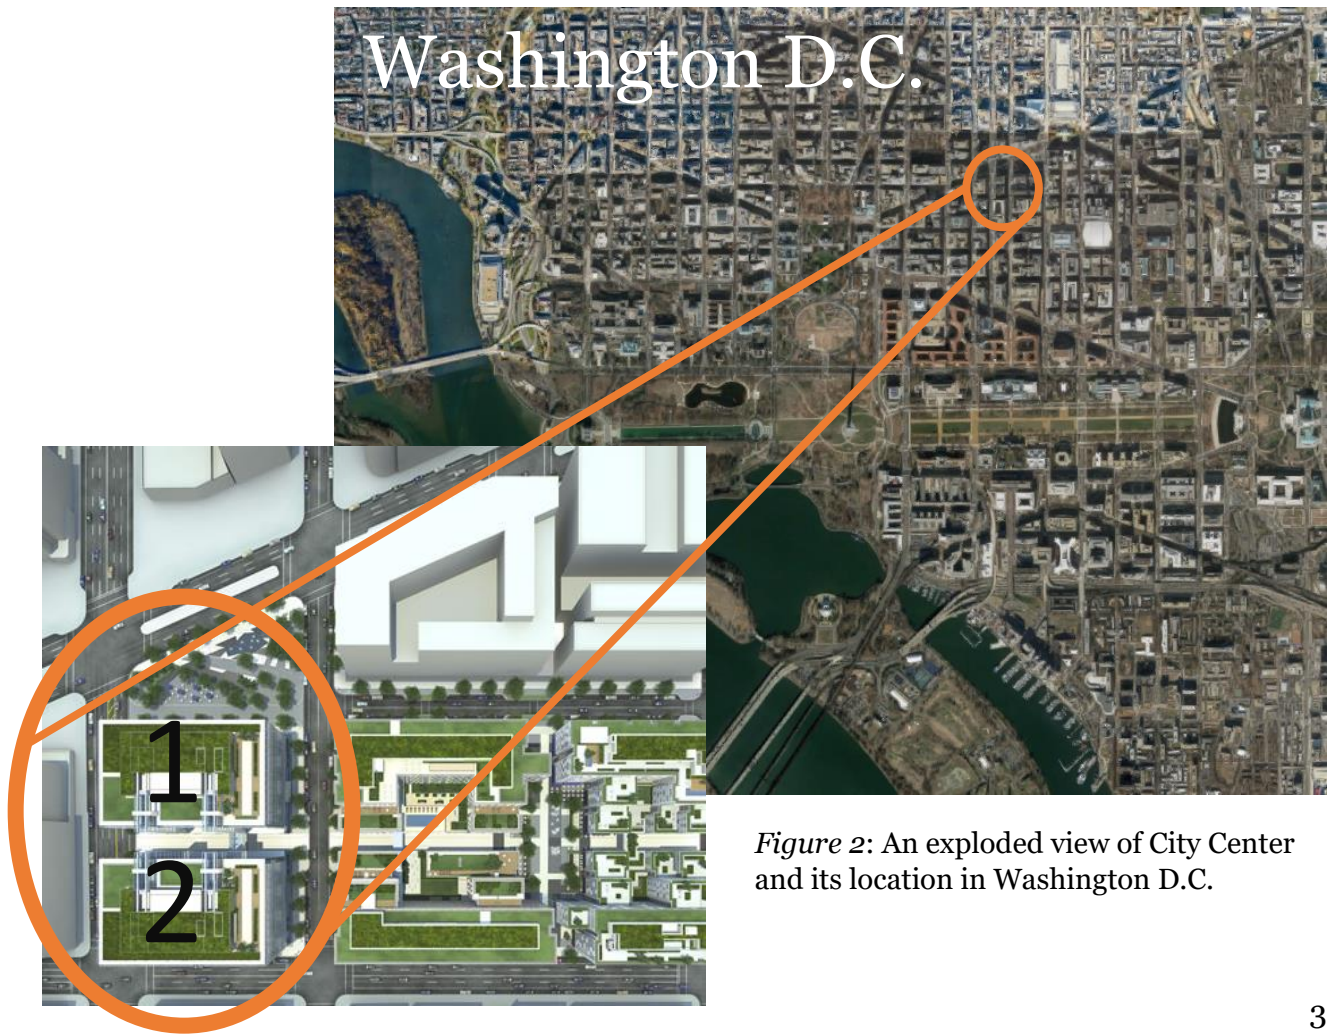 Washington D.C.
1
2
Figure 2: An exploded view of City Center
and its location in Washington D.C.
3